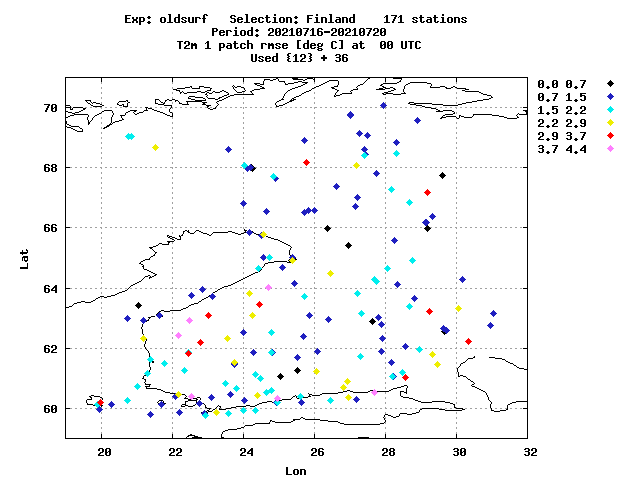 Exp: oldsurf   Selection: Finland    171 stations
Period: 20210716-20210720
T2m 1 patch rmse [deg C] at  00 UTC
Used {12} + 36
0.0 0.7
0.7 1.5
1.5 2.2
2.2 2.9
2.9 3.7
3.7 4.4
70
68
66
64
62
60
Lat
20 22 24 26 28 30 32
Lon